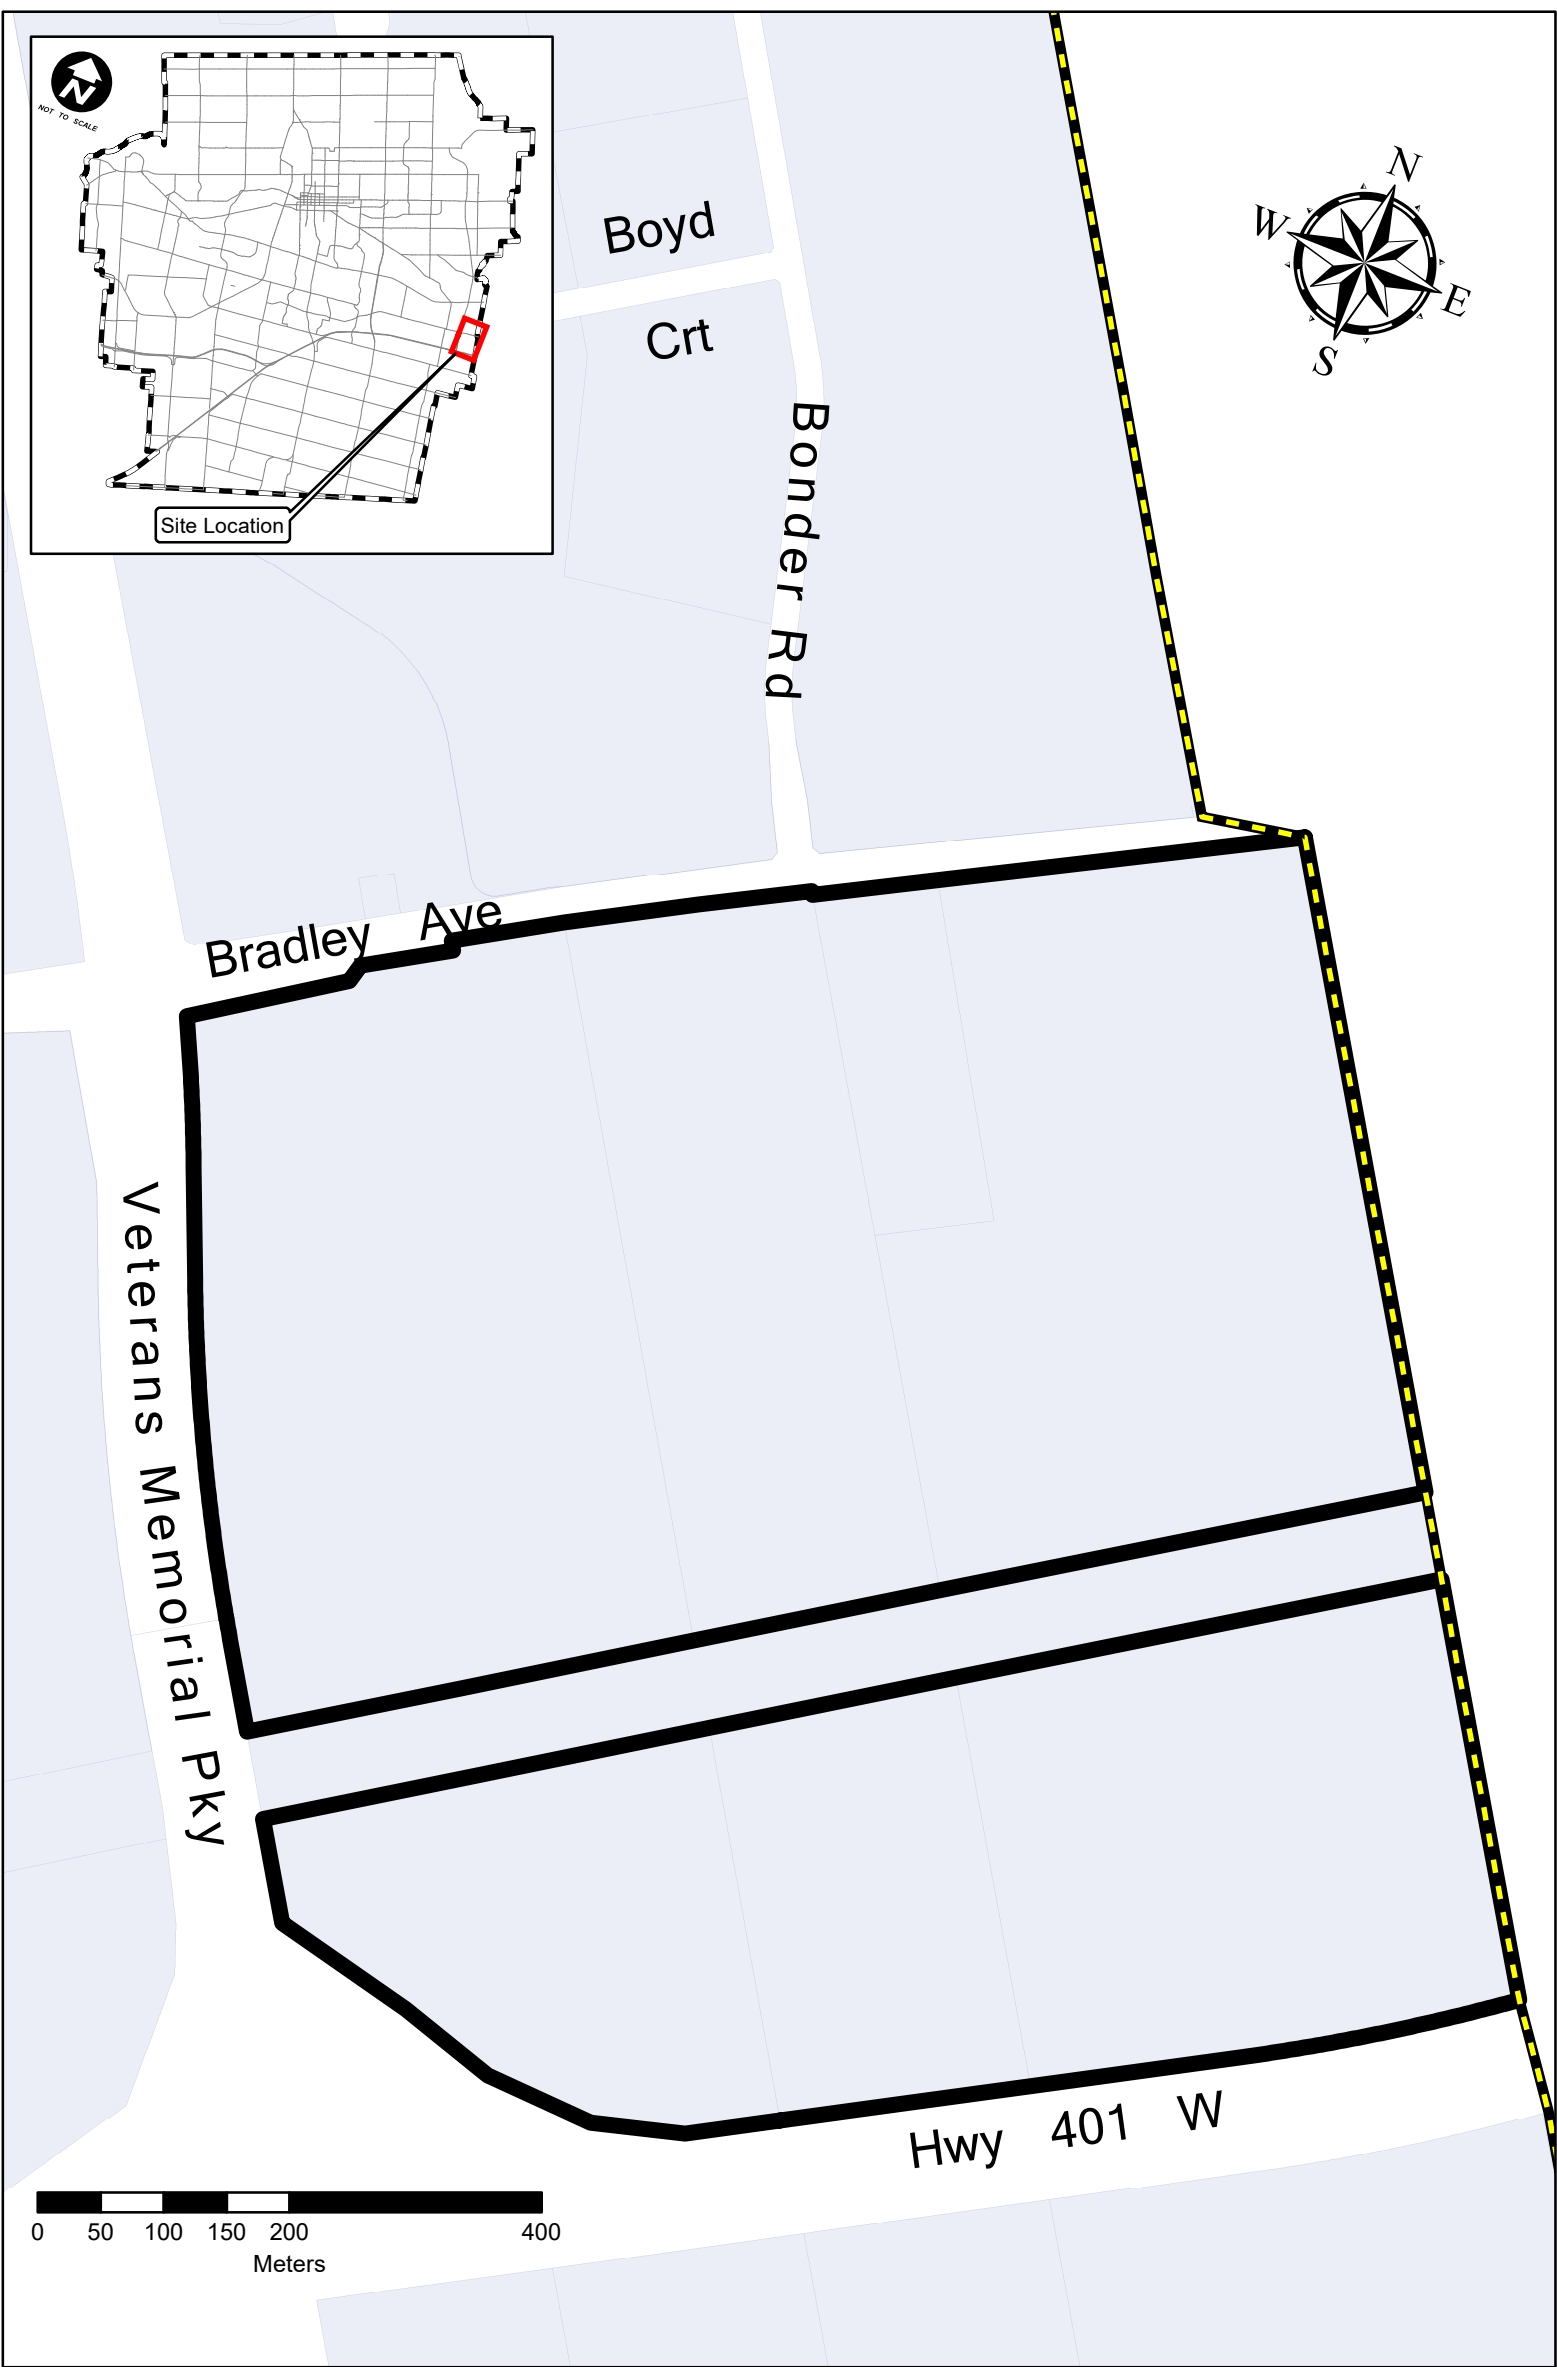 N
NOT TO SCALE
Site Location
Boyd
Crt
N
W
E
S
Bonder Rd
Bradley Ave
Veterans Memorial Pky
Hwy 401 W
0 50 100 150 200 400
Meters